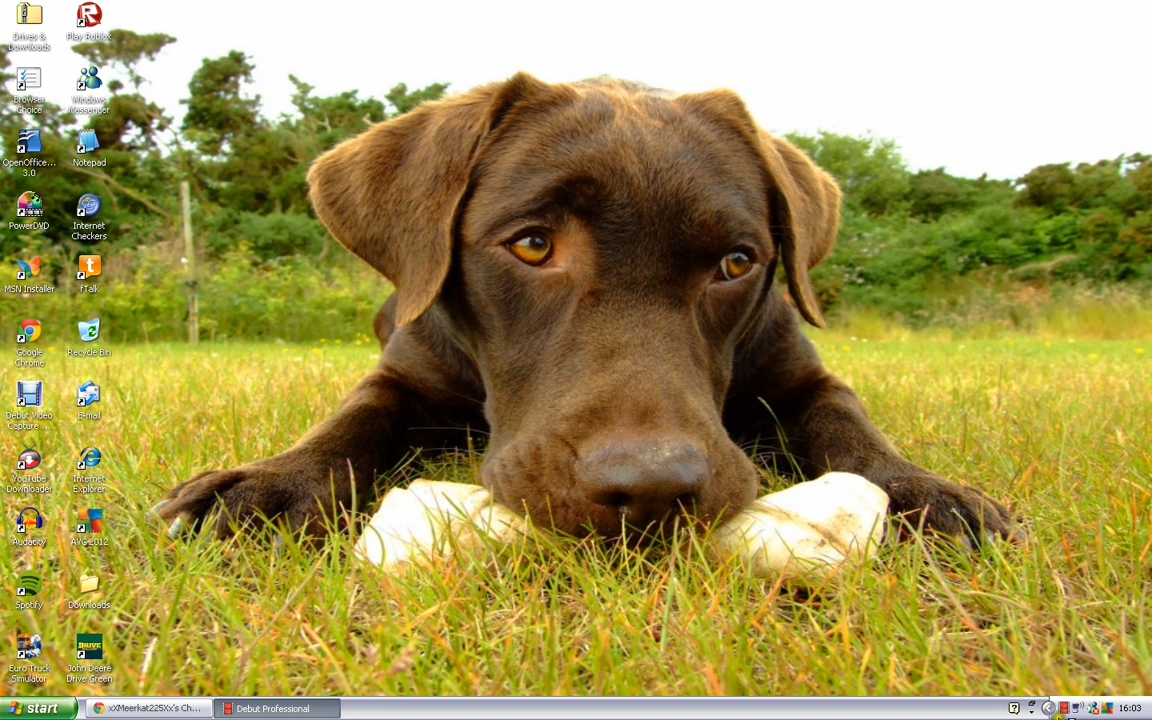 Drives &
Downloads
Play Roblox
Browser
Choice
Windows
Messenger
OpenOffice...
3.0
Notepad
PowerDVD
Internet
Checkers
MSN Installer
fTalk
Google
Chrome
Recycle Bin
Debut Video
Capture ...
E-mail
YouTube
Downloader
Internet
Explorer
Audacity
AVG 2012
Spotify
Downloads
Euro Truck
Simulator
DRIVE
John Deere
Drive Green
start
xXMeerkat225Xx's Ch...
Debut Professional
16:03